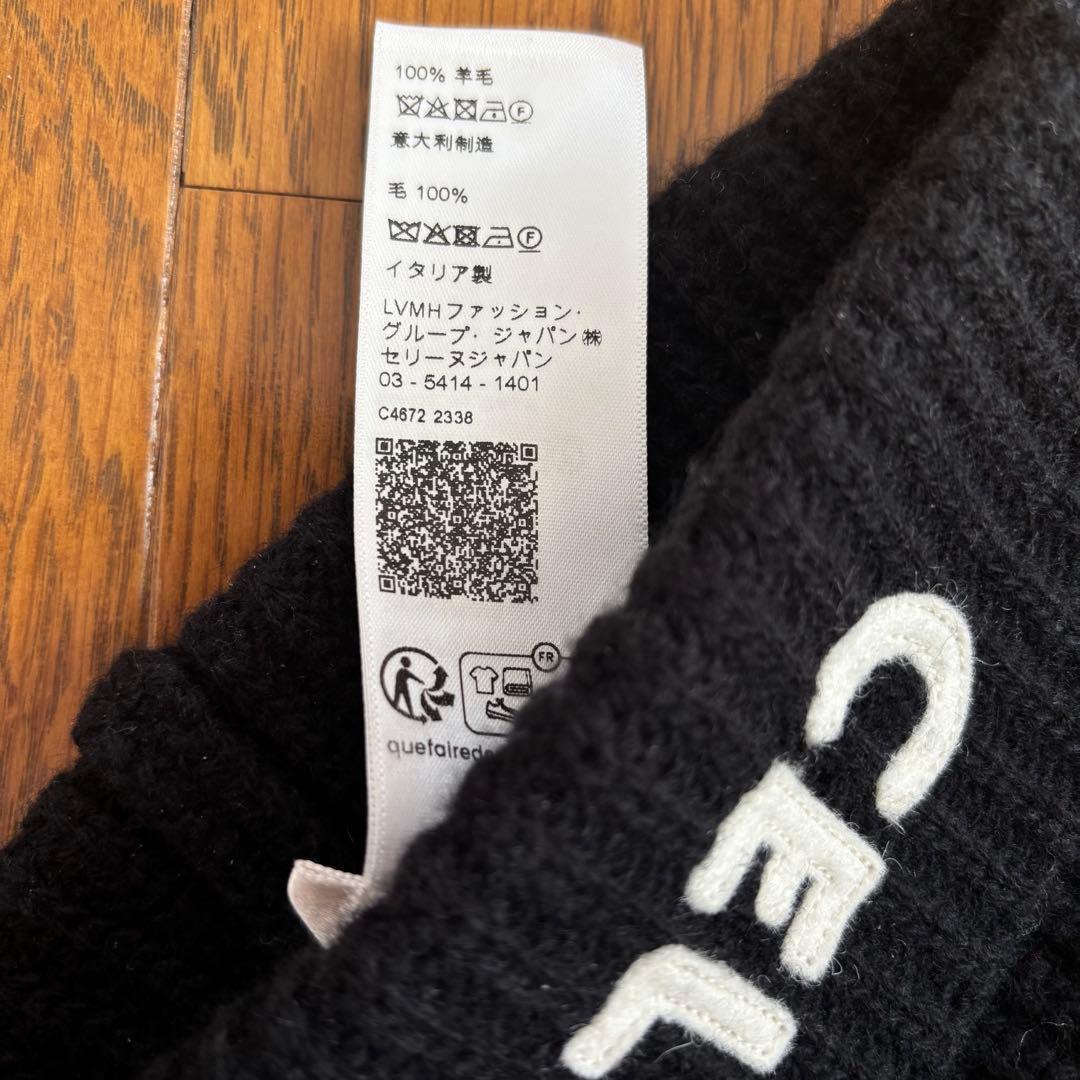 100% 羊毛
F
意大利制造
毛 100%
F
イタリア製
LVMHファッション・
グループ・ジャパン㈱
セリーヌジャパン
03 - 5414 - 1401
C4672 2338
FR
quefairede
CEL